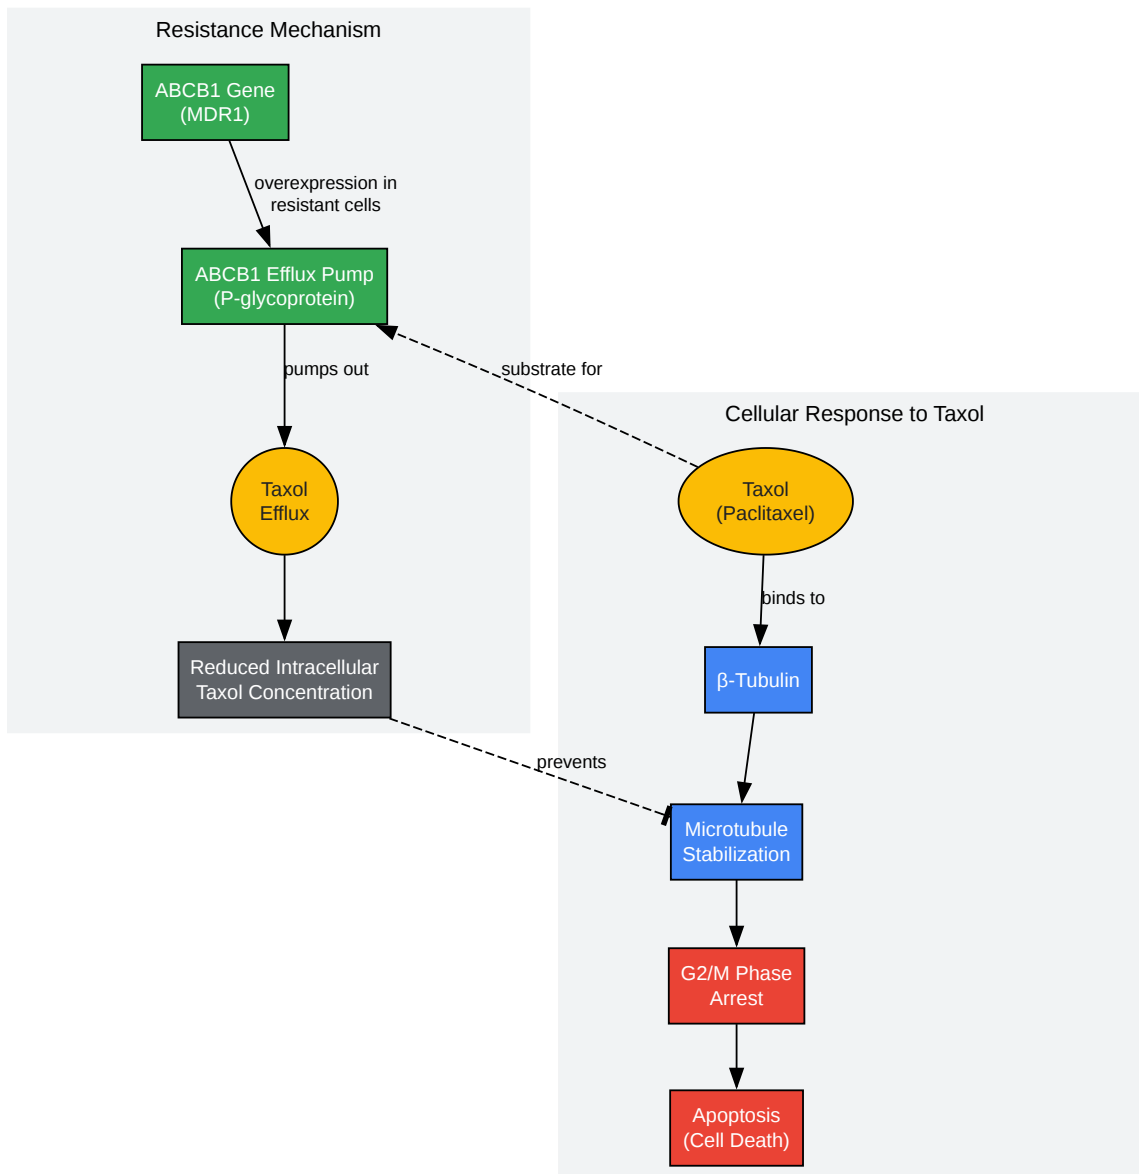 Resistance Mechanism
ABCB1 Gene
(MDR1)
overexpression in
resistant cells
ABCB1 Efflux Pump
(P-glycoprotein)
pumps out
substrate for
Taxol
Efflux
Reduced Intracellular
Taxol Concentration
prevents
Cellular Response to Taxol
Taxol
(Paclitaxel)
binds to
β-Tubulin
Microtubule
Stabilization
G2/M Phase
Arrest
Apoptosis
(Cell Death)